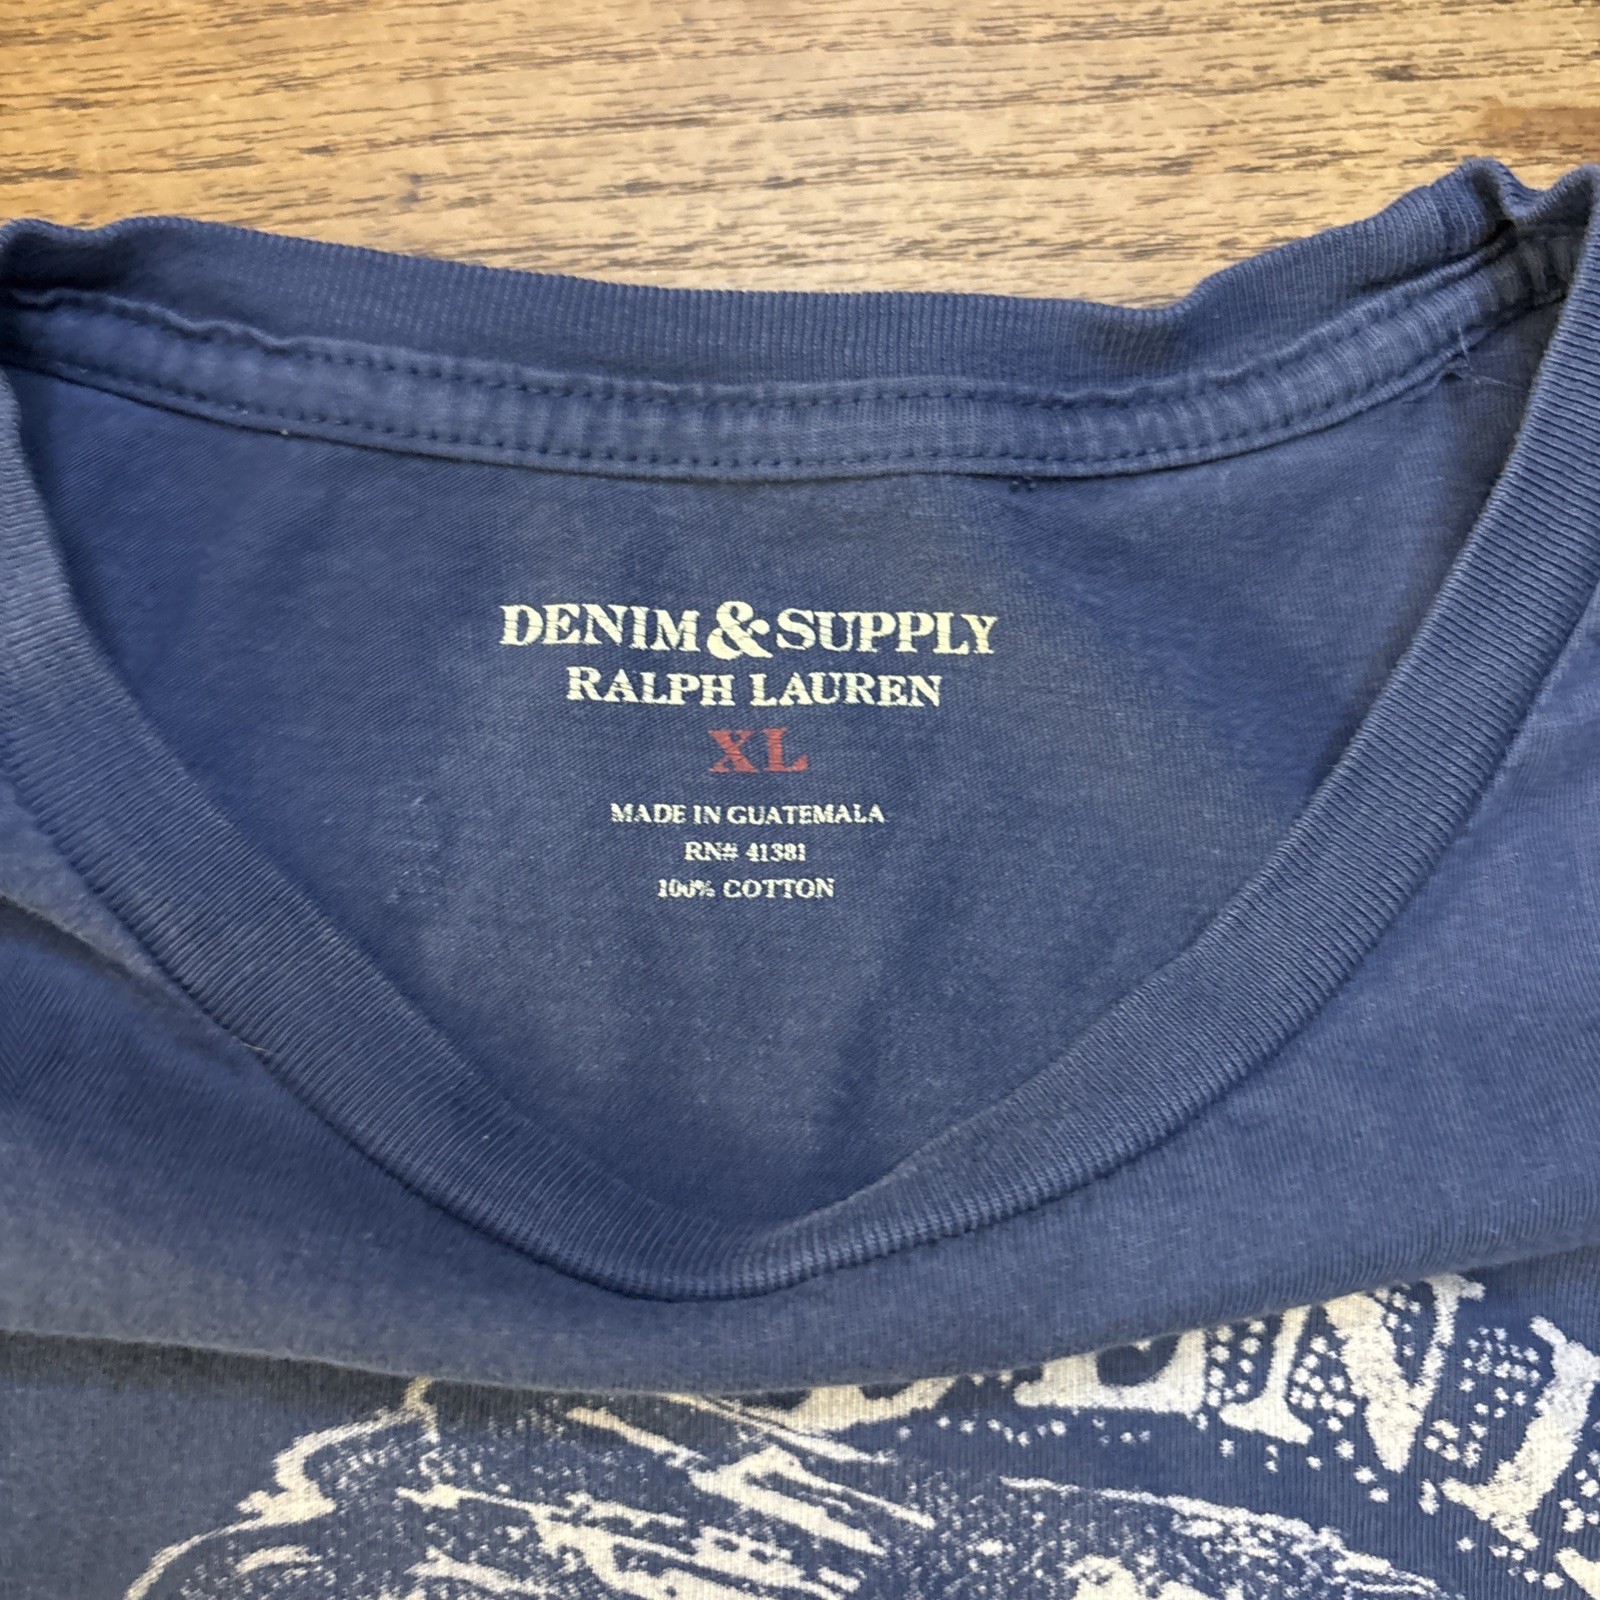 DENIM & SUPPLY
RALPH LAUREN
XL
MADE IN GUATEMALA
RN# 41381
100% COTTON